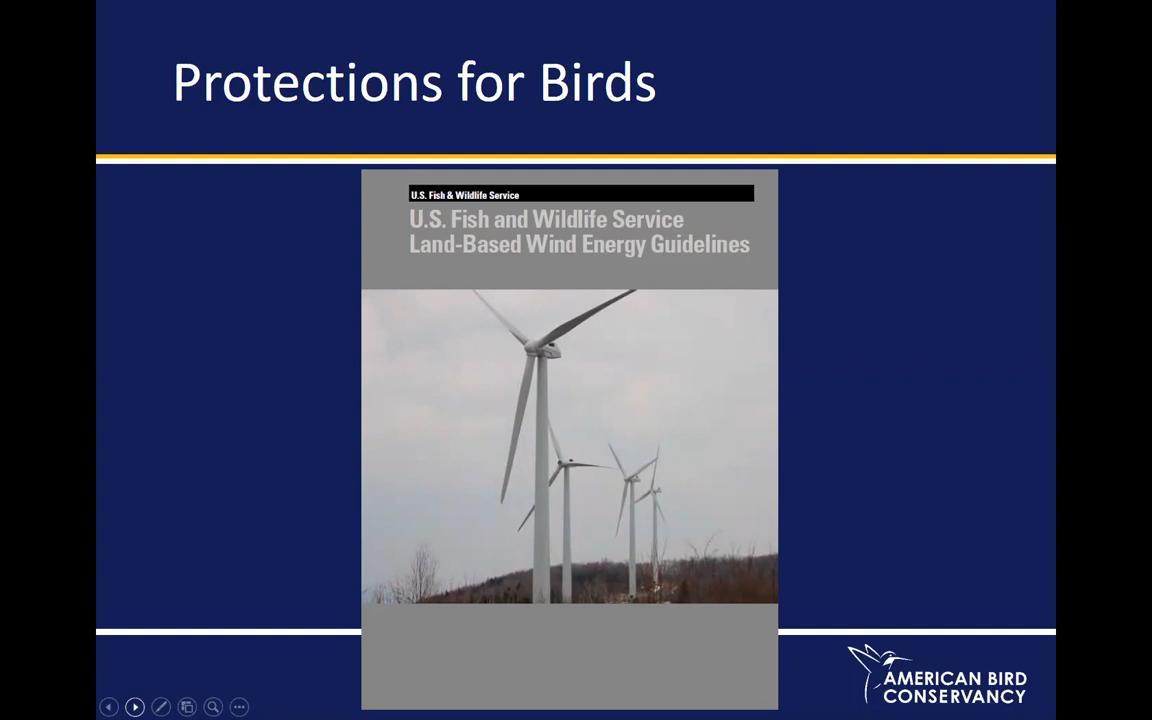 Protections for Birds
U.S. Fish & Wildlife Service
U.S. Fish and Wildlife Service
Land-Based Wind Energy Guidelines
AMERICAN BIRD
CONSERVANCY